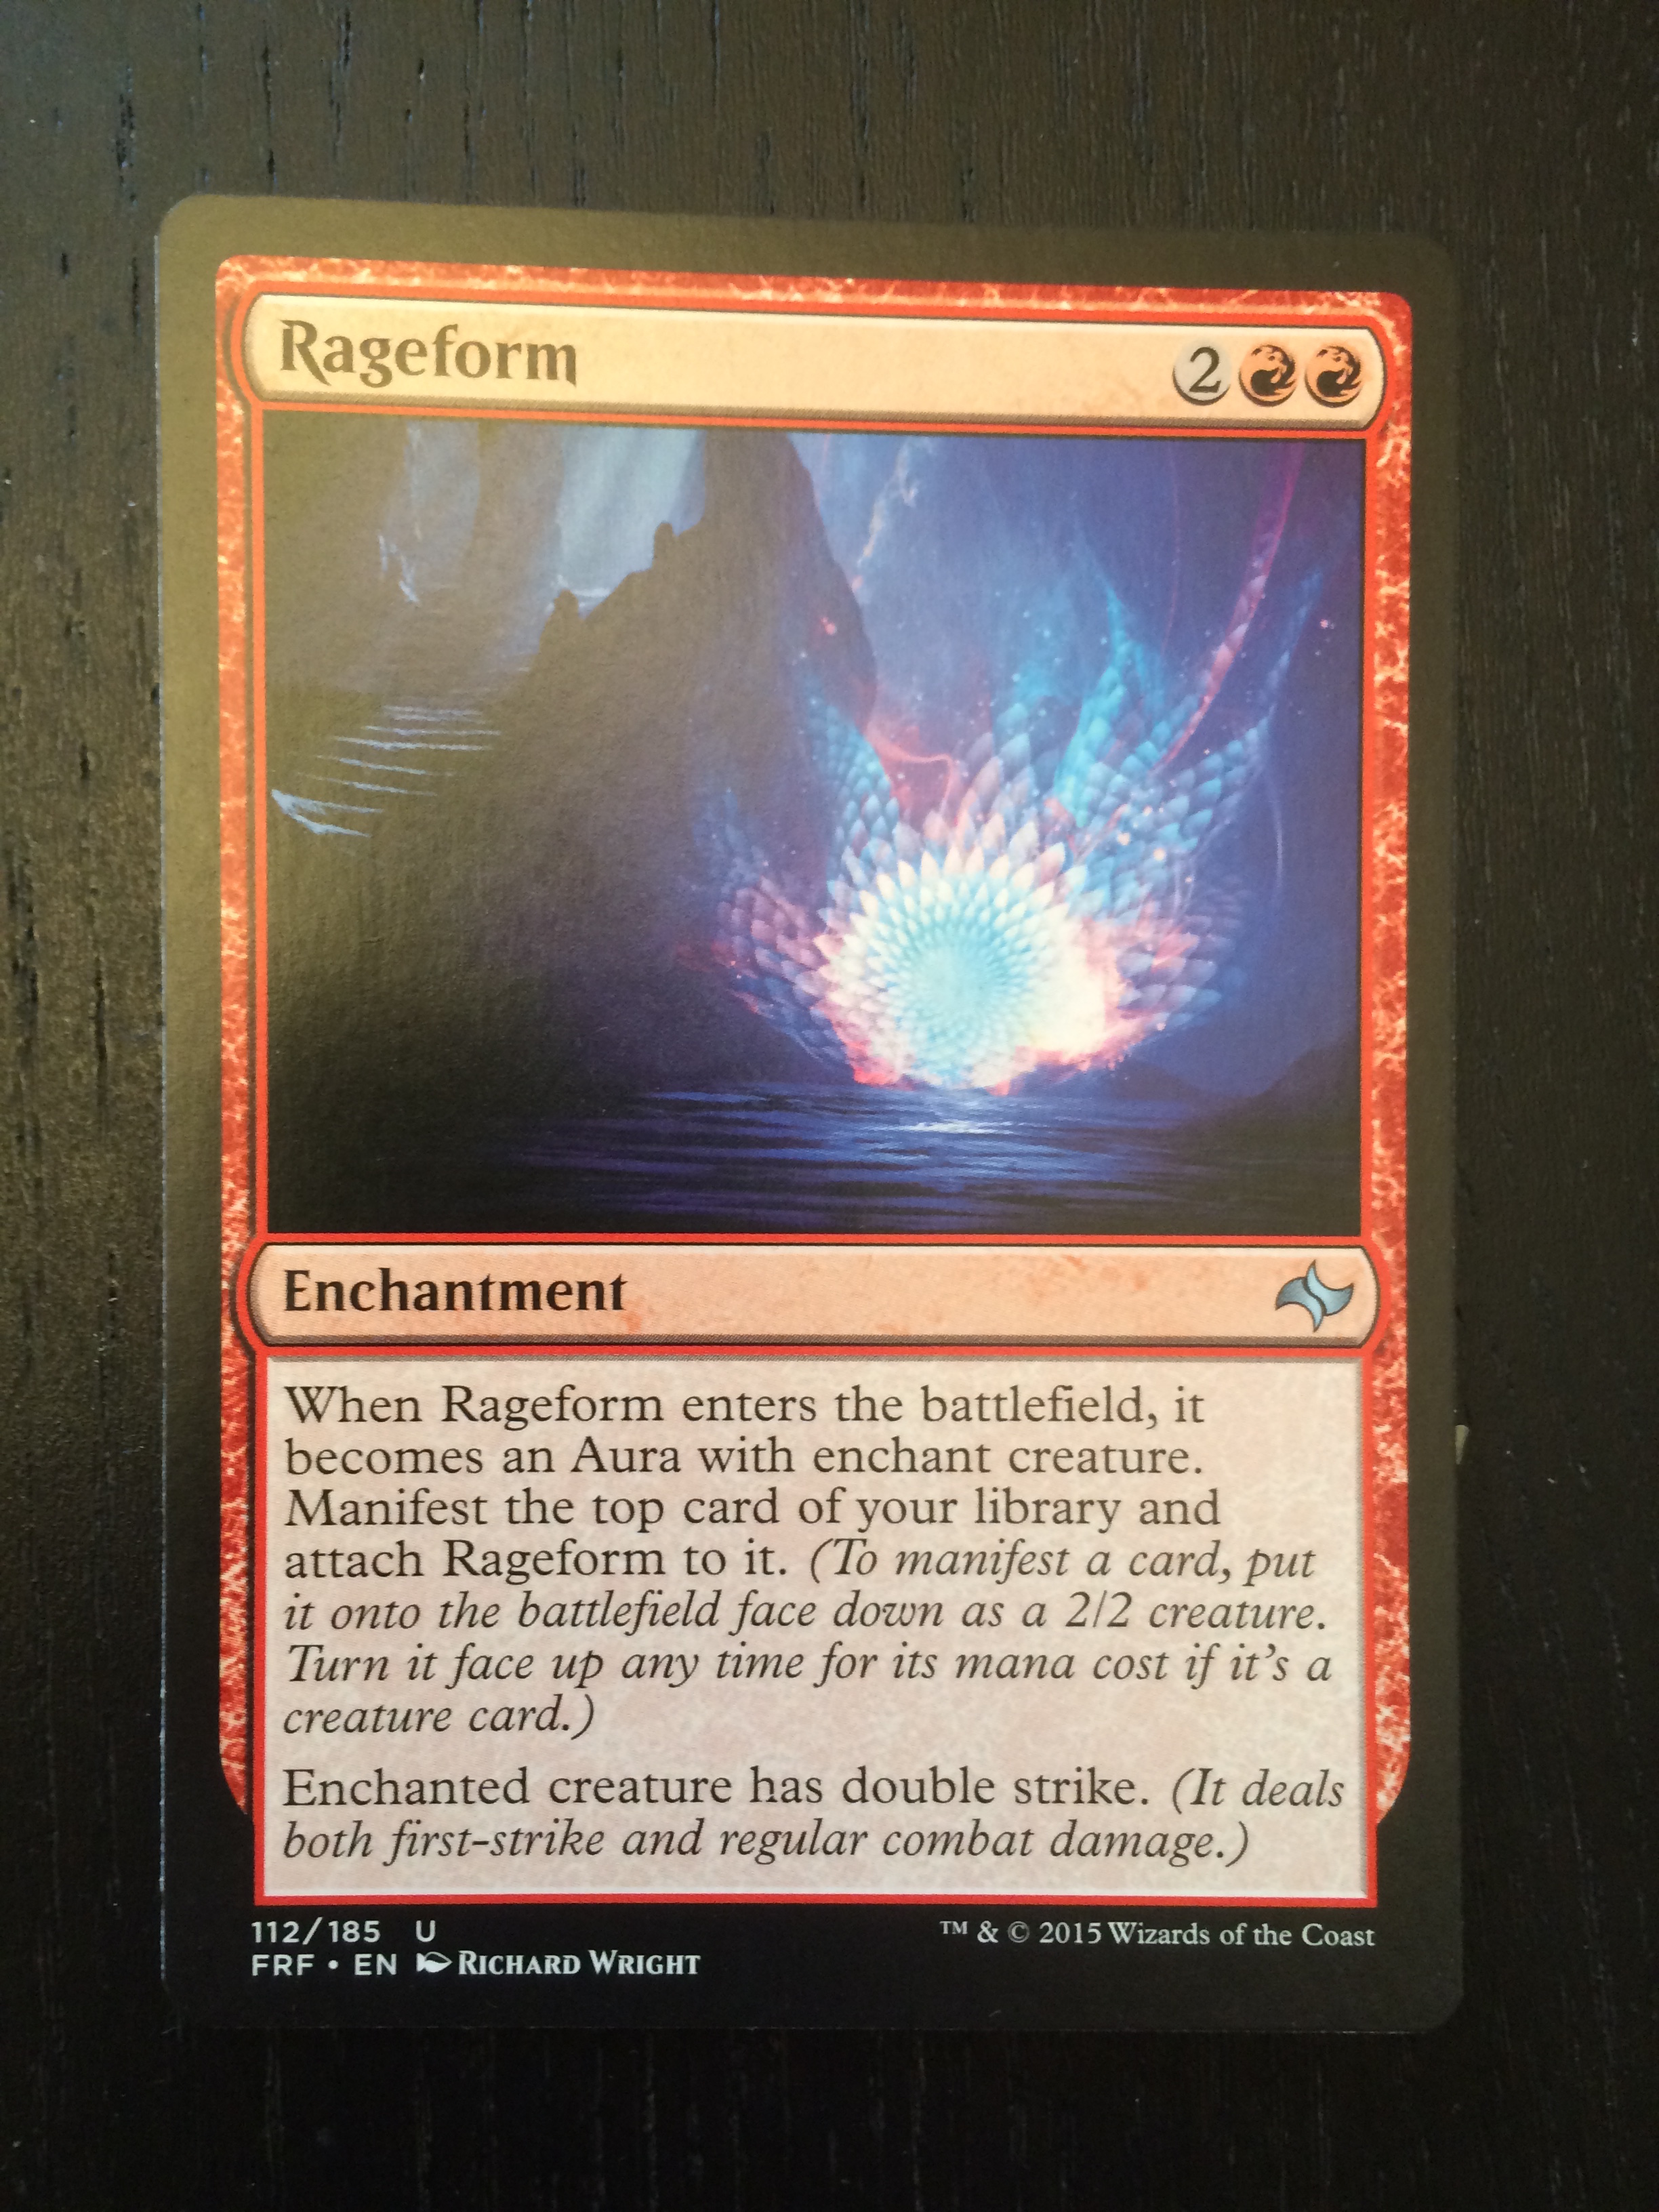 Rageform 2
Enchantment
When Rageform enters the battlefield, it
becomes an Aura with enchant creature.
Manifest the top card of your library and
attach Rageform to it. (To manifest a card, put
it onto the battlefield face down as a 2/2 creature.
Turn it face up any time for its mana cost if it's a
creature card.)
Enchanted creature has double strike. (It deals
both first-strike and regular combat damage.)
112/185 U ™ & © 2015 Wizards of the Coast
FRF • EN RICHARD WRIGHT